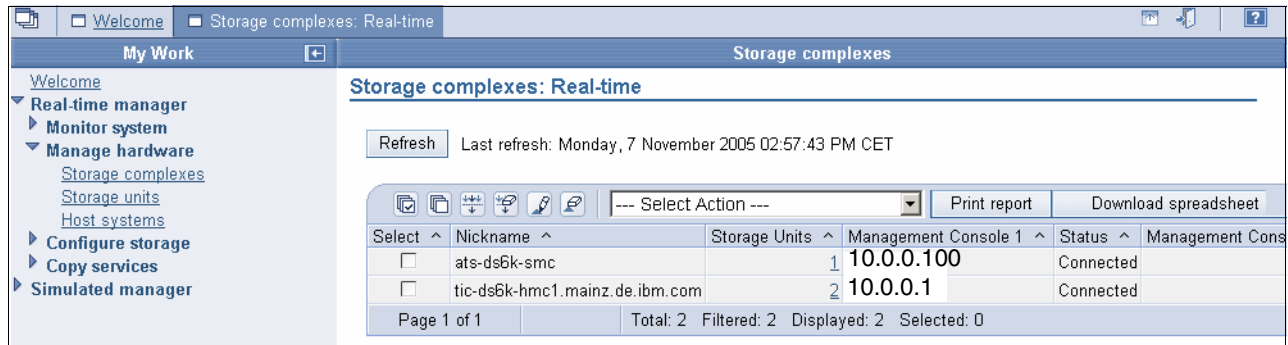 Welcome Storage complexes: Real-time ?
My Work Storage complexes
Welcome
Real-time manager
Monitor system
Manage hardware
Storage complexes
Storage units
Host systems
Configure storage
Copy services
Simulated manager
Storage complexes: Real-time
Refresh Last refresh: Monday, 7 November 2005 02:57:43 PM CET
--- Select Action --- Print report Download spreadsheet
Select ^ Nickname ^ Storage Units ^ Management Console 1 ^ Status ^ Management Cons
ats-ds6k-smc 1 10.0.0.100 Connected
tic-ds6k-hmc1.mainz.de.ibm.com 2 10.0.0.1 Connected
Page 1 of 1 Total: 2 Filtered: 2 Displayed: 2 Selected: 0